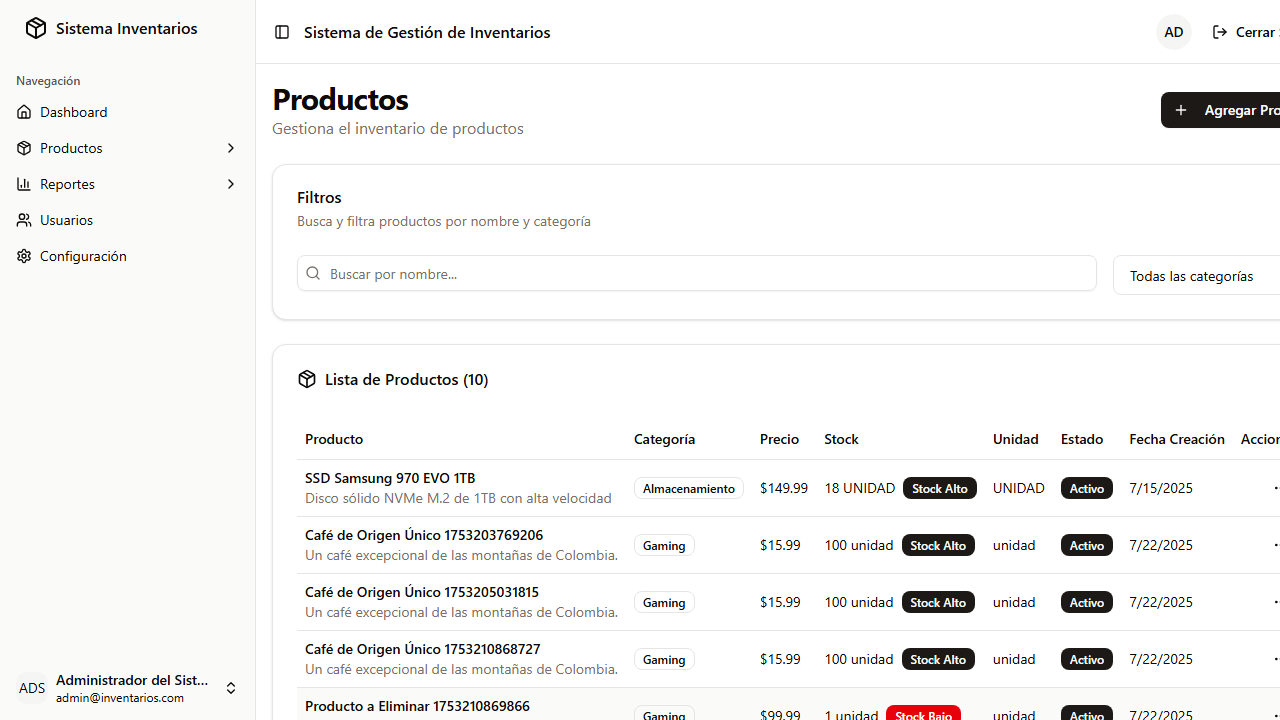 Sistema Inventarios
Navegación
Dashboard
Productos
Reportes
Usuarios
Configuración
ADS
Administrador del Sist...
admin@inventarios.com
Sistema de Gestión de Inventarios
AD
Cerrar
Productos
Gestiona el inventario de productos
Agregar Pro
Filtros
Busca y filtra productos por nombre y categoría
Buscar por nombre...
Todas las categorías
Lista de Productos (10)
Producto Categoría Precio Stock Unidad Estado Fecha Creación Accion
SSD Samsung 970 EVO 1TB
Disco sólido NVMe M.2 de 1TB con alta velocidad
Almacenamiento $149.99 18 UNIDAD Stock Alto UNIDAD Activo 7/15/2025
Café de Origen Único 1753203769206
Un café excepcional de las montañas de Colombia.
Gaming $15.99 100 unidad Stock Alto unidad Activo 7/22/2025
Café de Origen Único 1753205031815
Un café excepcional de las montañas de Colombia.
Gaming $15.99 100 unidad Stock Alto unidad Activo 7/22/2025
Café de Origen Único 1753210868727
Un café excepcional de las montañas de Colombia.
Gaming $15.99 100 unidad Stock Alto unidad Activo 7/22/2025
Producto a Eliminar 1753210869866
Gaming $99.99 1 unidad Stock Bajo unidad Activo 7/22/2025